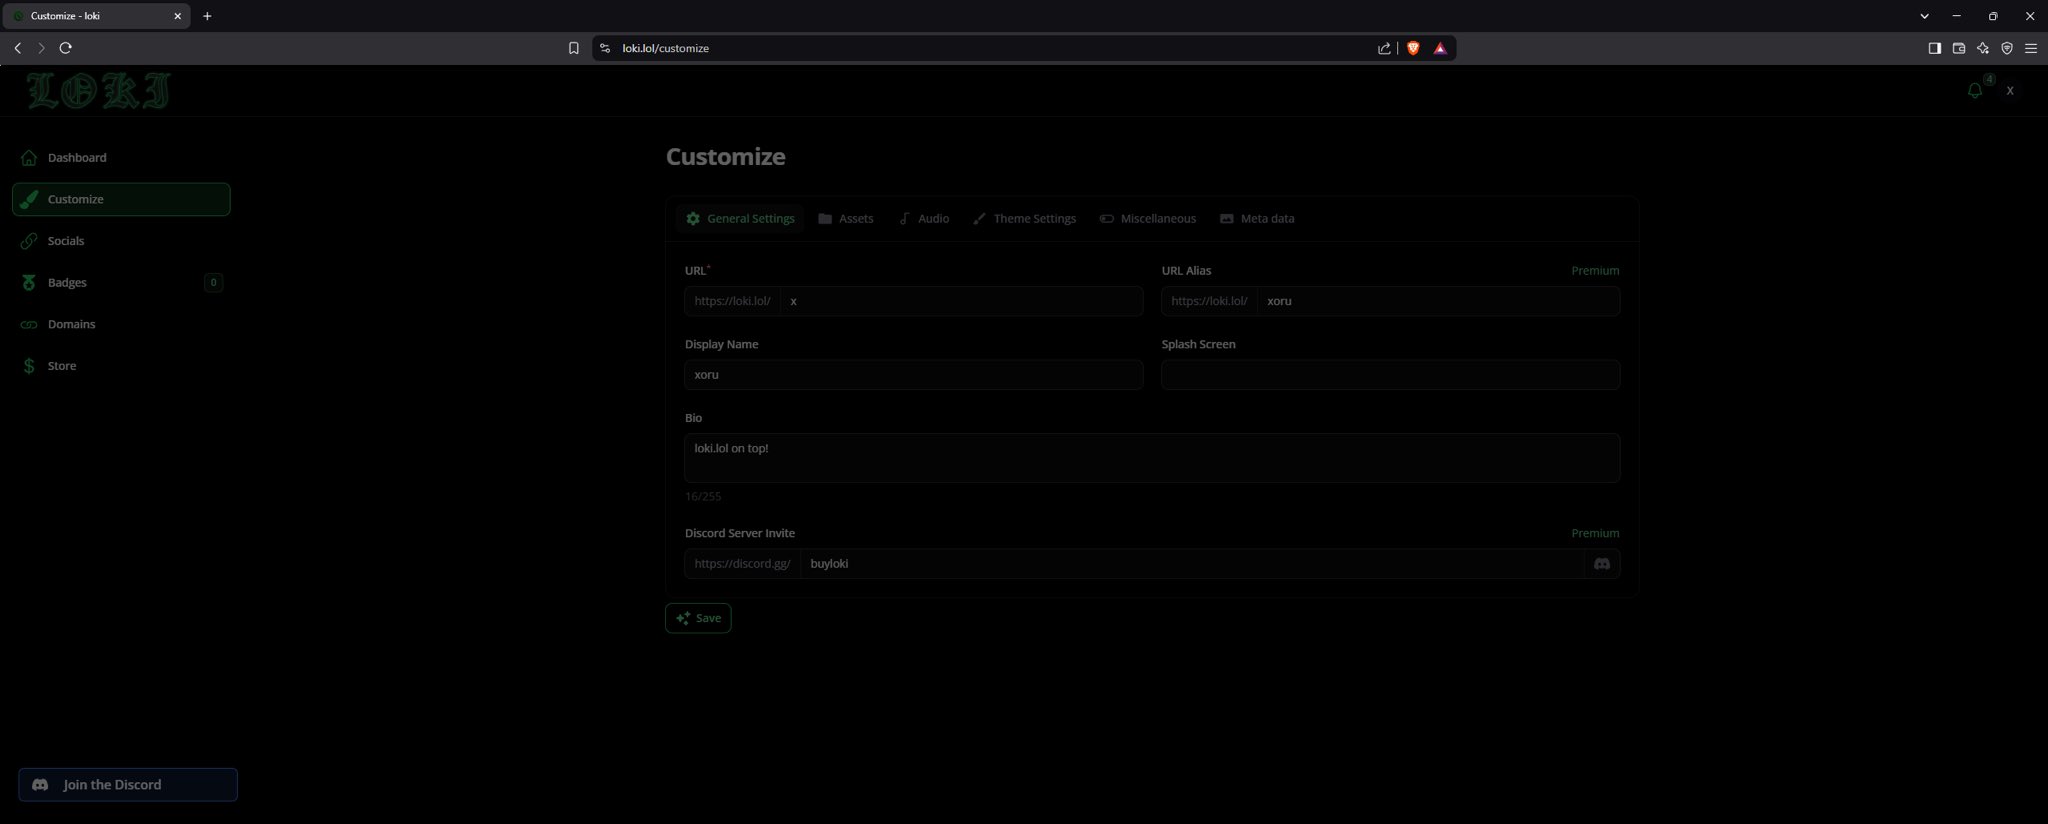 Customize - loki
loki.lol/customize
LOKI
4
X
Dashboard
Customize
Socials
Badges
0
Domains
Store
Join the Discord
Customize
General Settings
Assets
Audio
Theme Settings
Miscellaneous
Meta data
URL*
https://loki.lol/
x
URL Alias
Premium
https://loki.lol/
xoru
Display Name
xoru
Splash Screen
Bio
loki.lol on top!
16/255
Discord Server Invite
Premium
https://discord.gg/
buyloki
Save